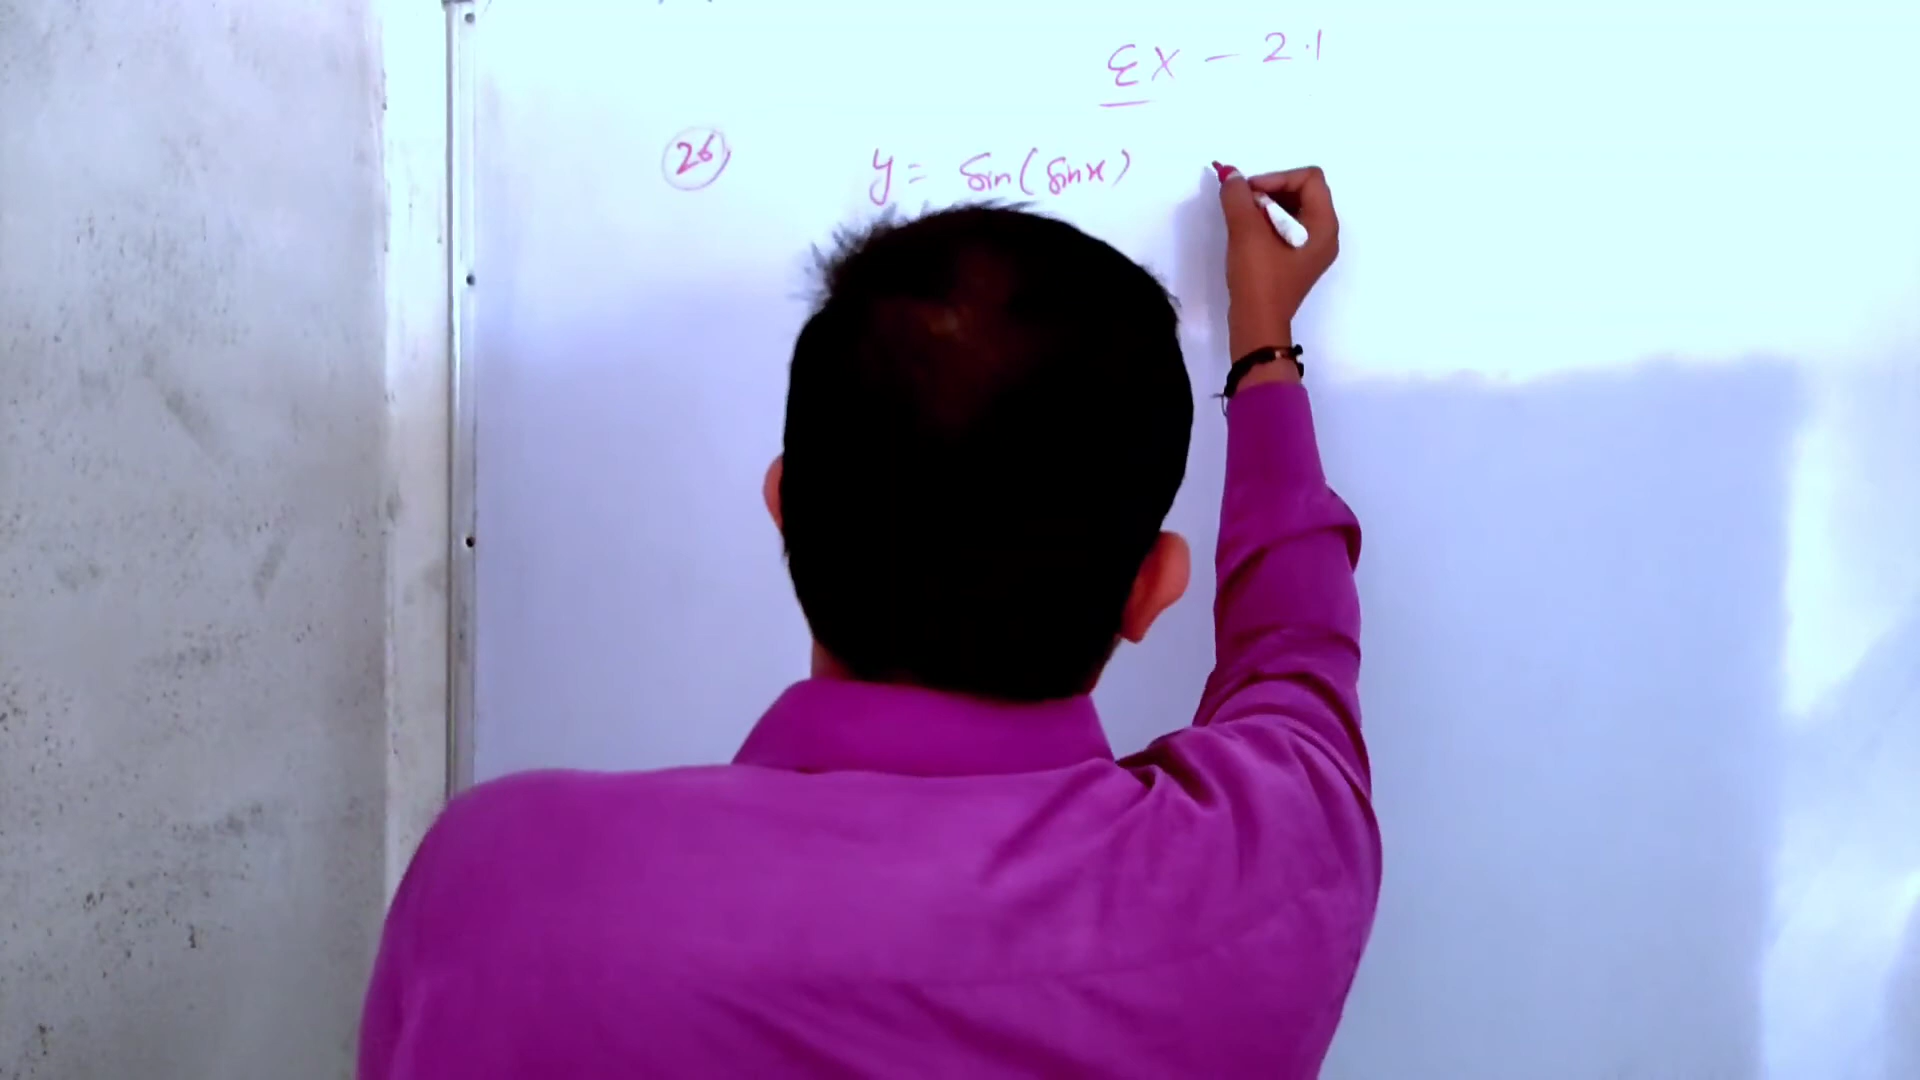 Ex - 2.1
26 y = sin(sinx)